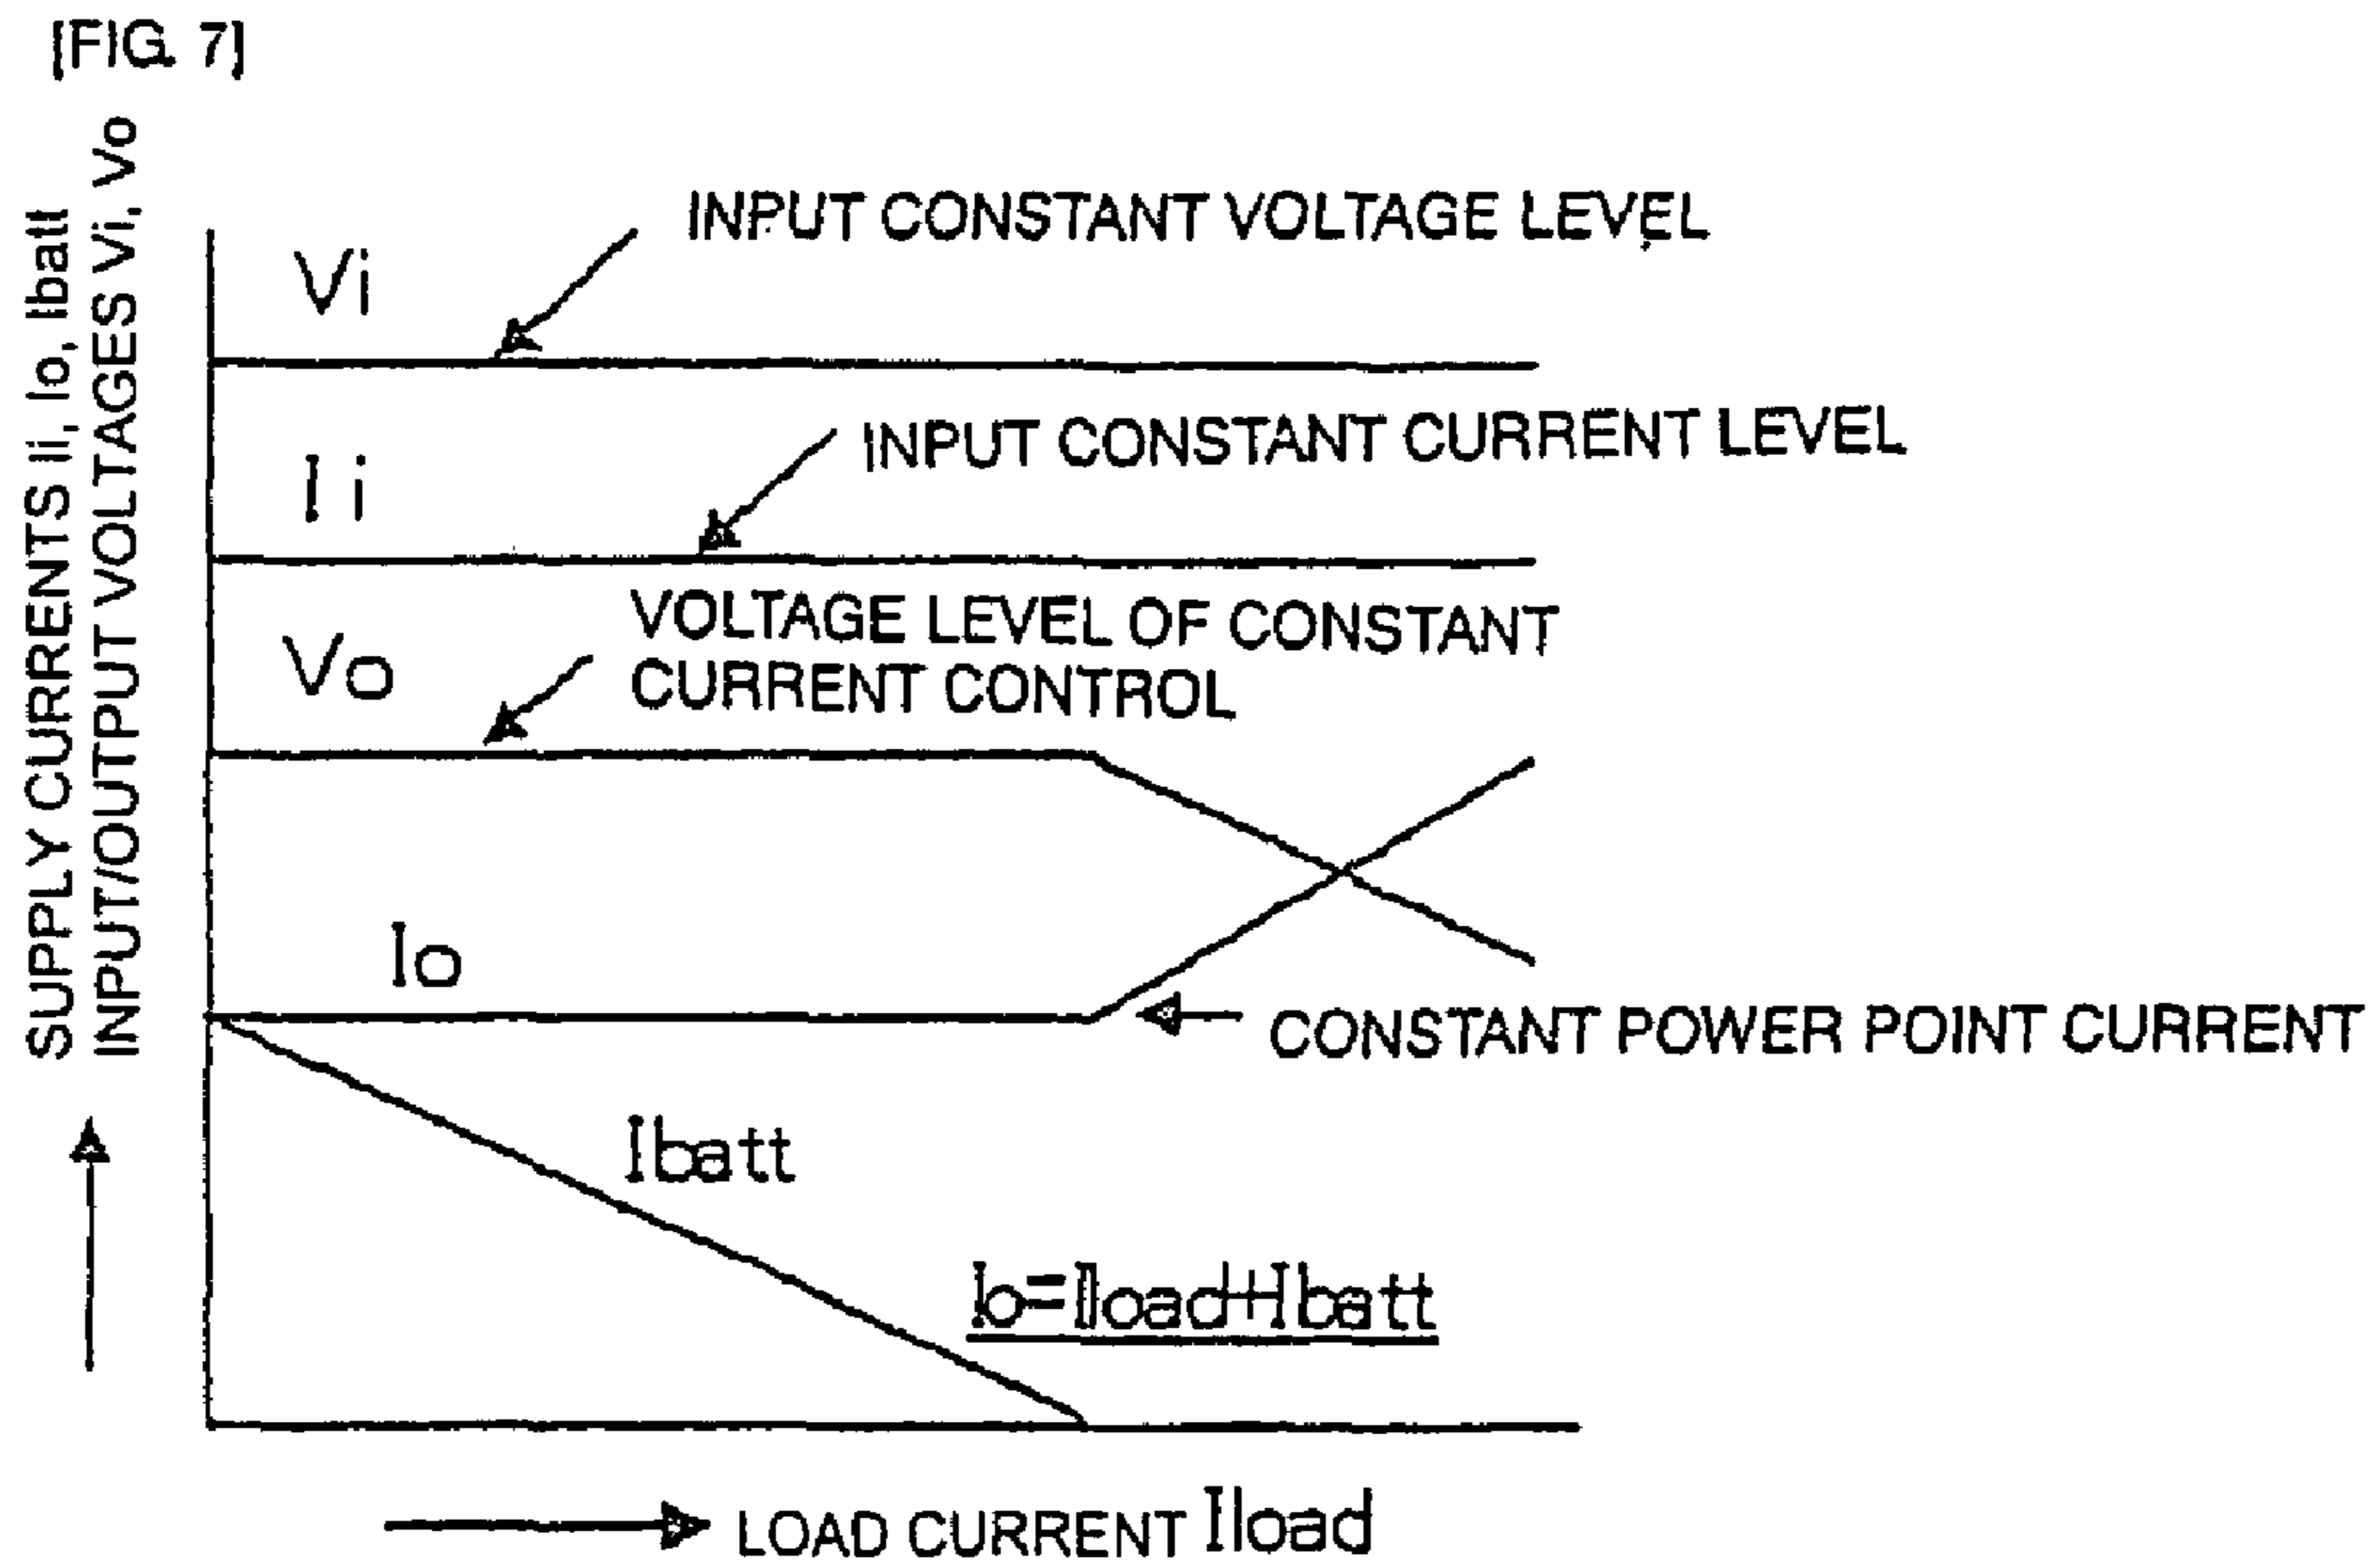 [FIG. 7]
SUPPLY CURRENTS Ii, Io, Ibatt
INPUT/OUTPUT VOLTAGES Vi, Vo
INPUT CONSTANT VOLTAGE LEVEL
Vi
INPUT CONSTANT CURRENT LEVEL
Ii
VOLTAGE LEVEL OF CONSTANT
CURRENT CONTROL
Vo
Io
CONSTANT POWER POINT CURRENT
Ibatt
Io=Iload+Ibatt
LOAD CURRENT Iload